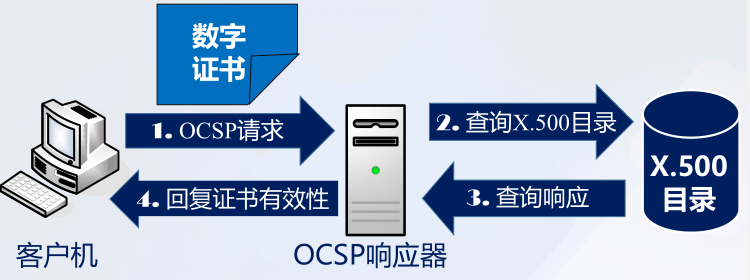 数字
证书
1. OCSP请求
2. 查询X.500目录
X.500
目录
4. 回复证书有效性
3. 查询响应
客户机
OCSP响应器